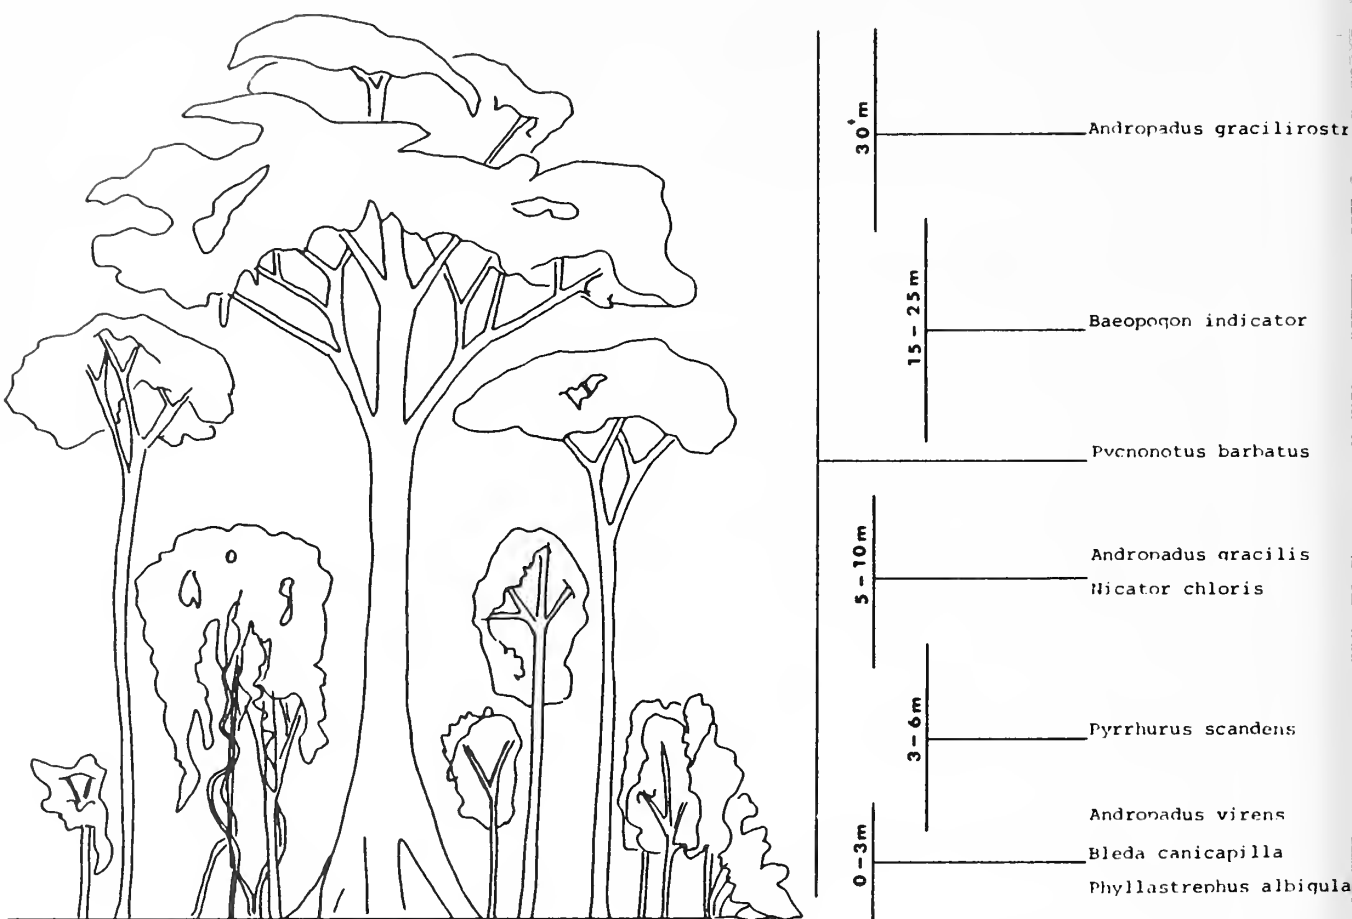 30+m
Andropadus gracilirostr
15-25m
Baeopogon indicator
Pycnonotus barbatus
5-10m
Andropadus gracilis
Nicator chloris
3-6m
Pyrrhurus scandens
0-3m
Andropadus virens
Bleda canicapilla
Phyllastrephus albigula